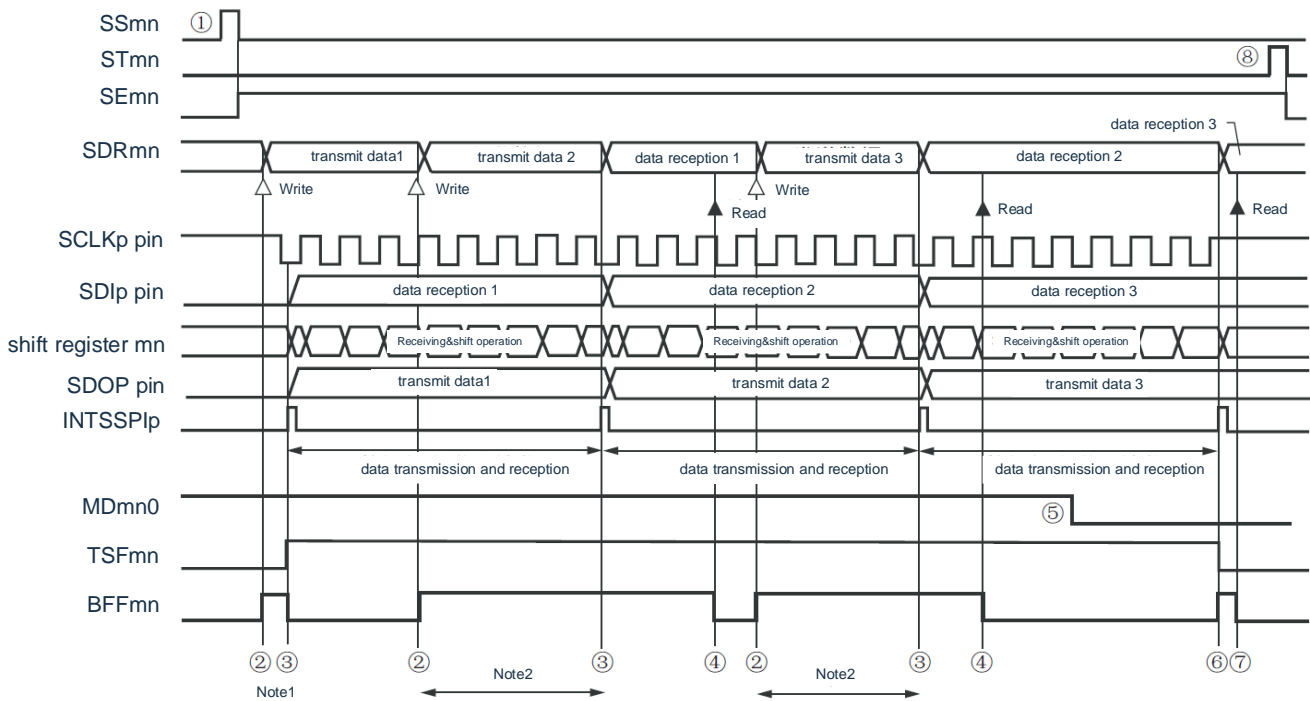 SSmn
①
STmn
⑧
SEmn
data reception 3
SDRmn
transmit data1
transmit data 2
data reception 1
transmit data 3
data reception 2
Write
Write
Read
Write
Read
Read
SCLKp pin
SDIp pin
data reception 1
data reception 2
data reception 3
shift register mn
Receiving&shift operation
Receiving&shift operation
Receiving&shift operation
SDOP pin
transmit data1
transmit data 2
transmit data 3
INTSSPIp
data transmission and reception
data transmission and reception
data transmission and reception
MDmn0
⑤
TSFmn
BFFmn
② ③ ② ③ ④ ② ③ ④ ⑥ ⑦
Note1
Note2
Note2